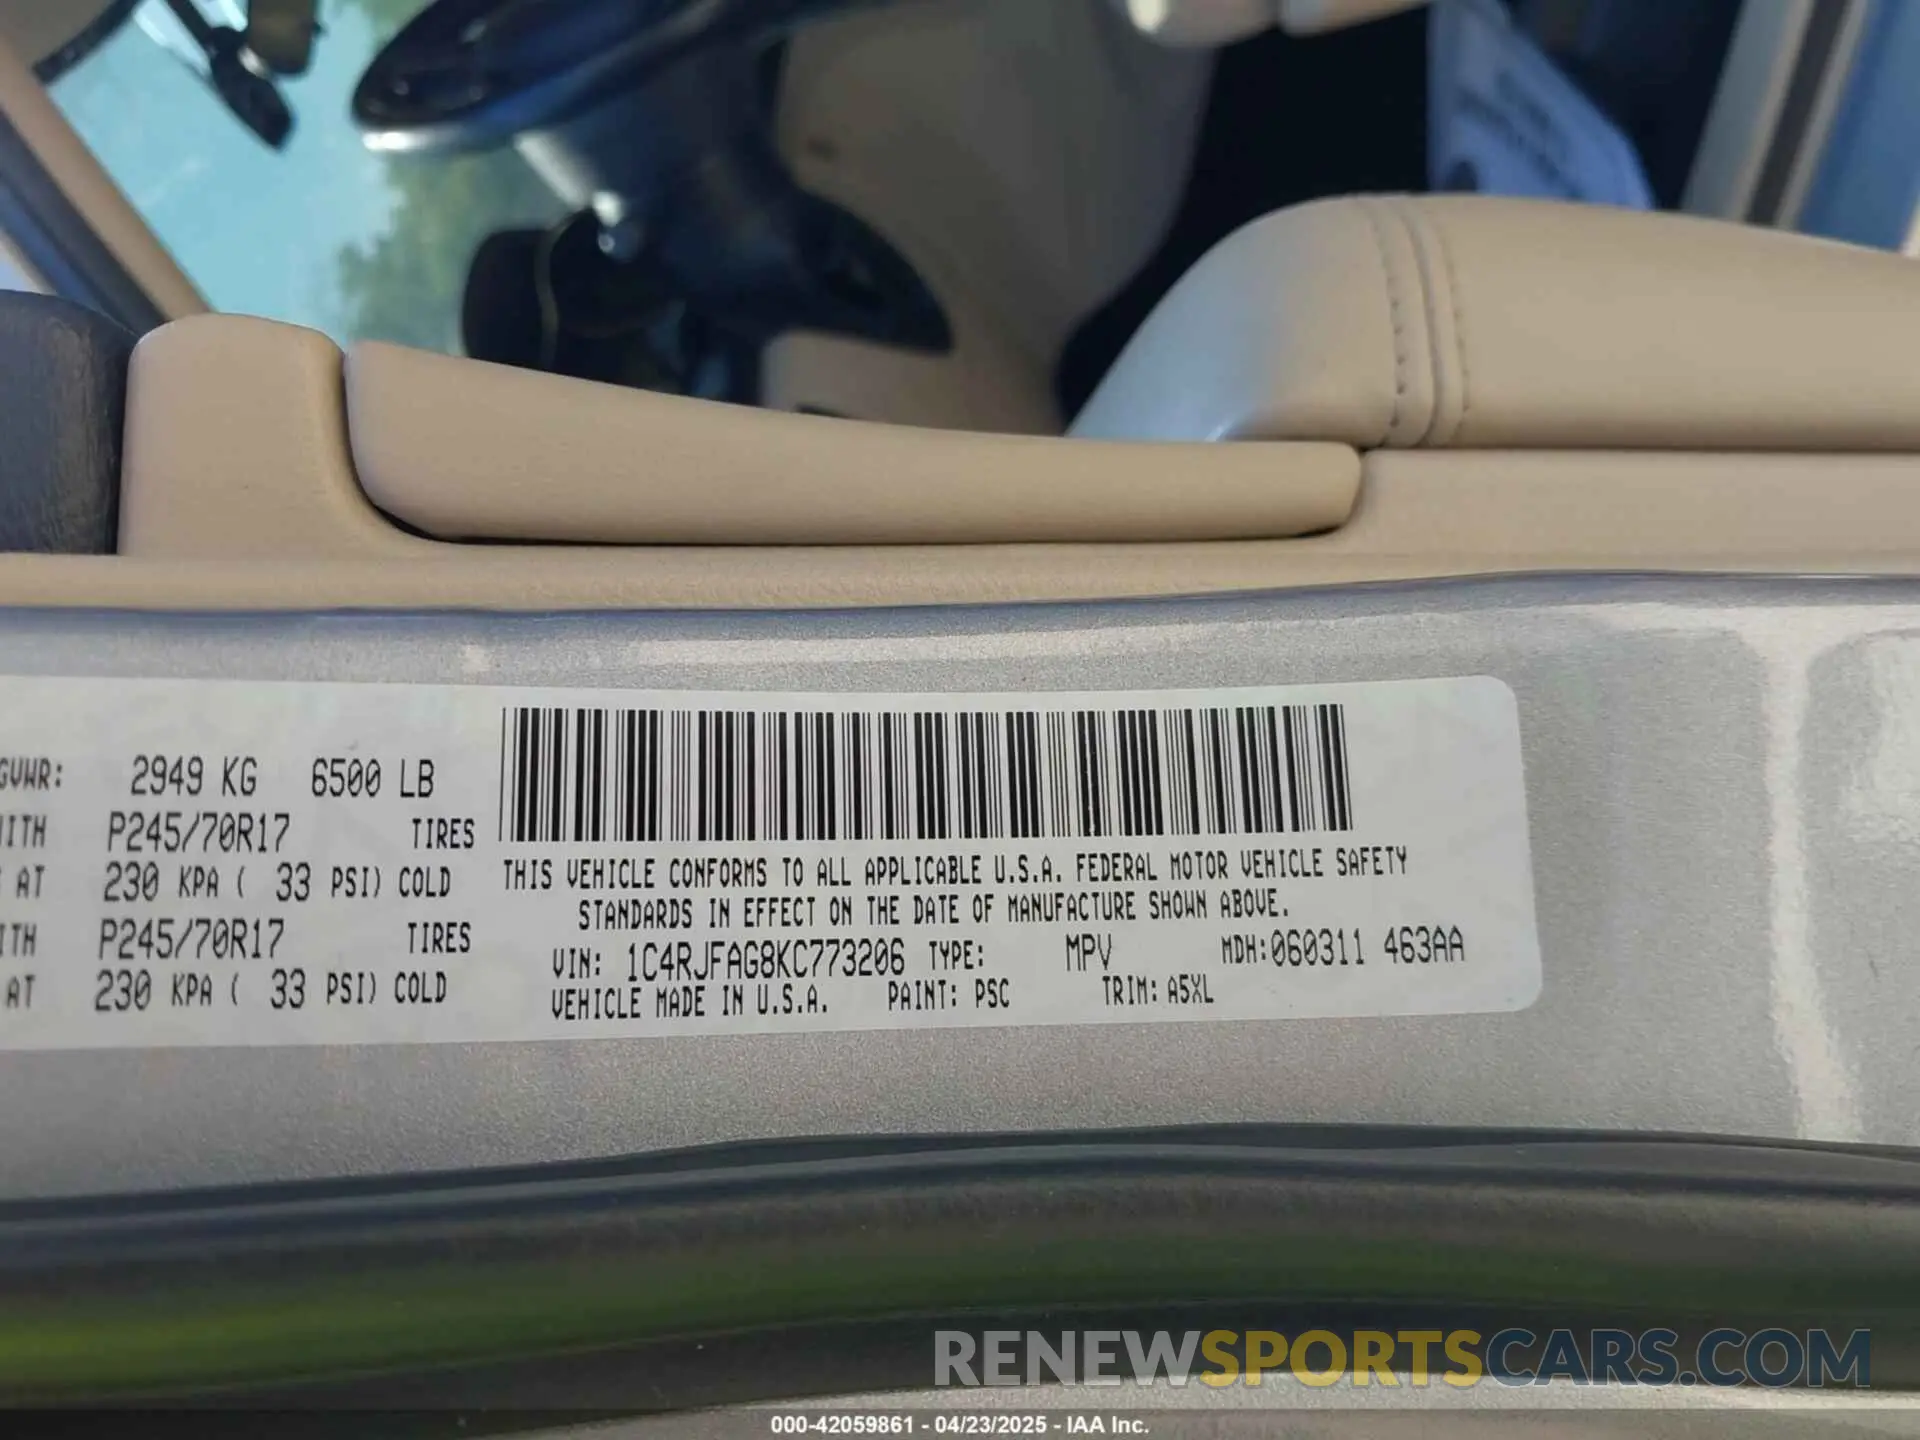 GVWR: 2949 KG 6500 LB
WITH P245/70R17 TIRES
AT 230 KPA ( 33 PSI) COLD
WITH P245/70R17 TIRES
AT 230 KPA ( 33 PSI) COLD
THIS VEHICLE CONFORMS TO ALL APPLICABLE U.S.A. FEDERAL MOTOR VEHICLE SAFETY
STANDARDS IN EFFECT ON THE DATE OF MANUFACTURE SHOWN ABOVE.
VIN: 1C4RJFAG8KC773206 TYPE: MPV MDH:060311 463AA
VEHICLE MADE IN U.S.A. PAINT: PSC TRIM: A5XL
RENEWSPORTSCARS.COM
000-42059861 - 04/23/2025 - IAA Inc.